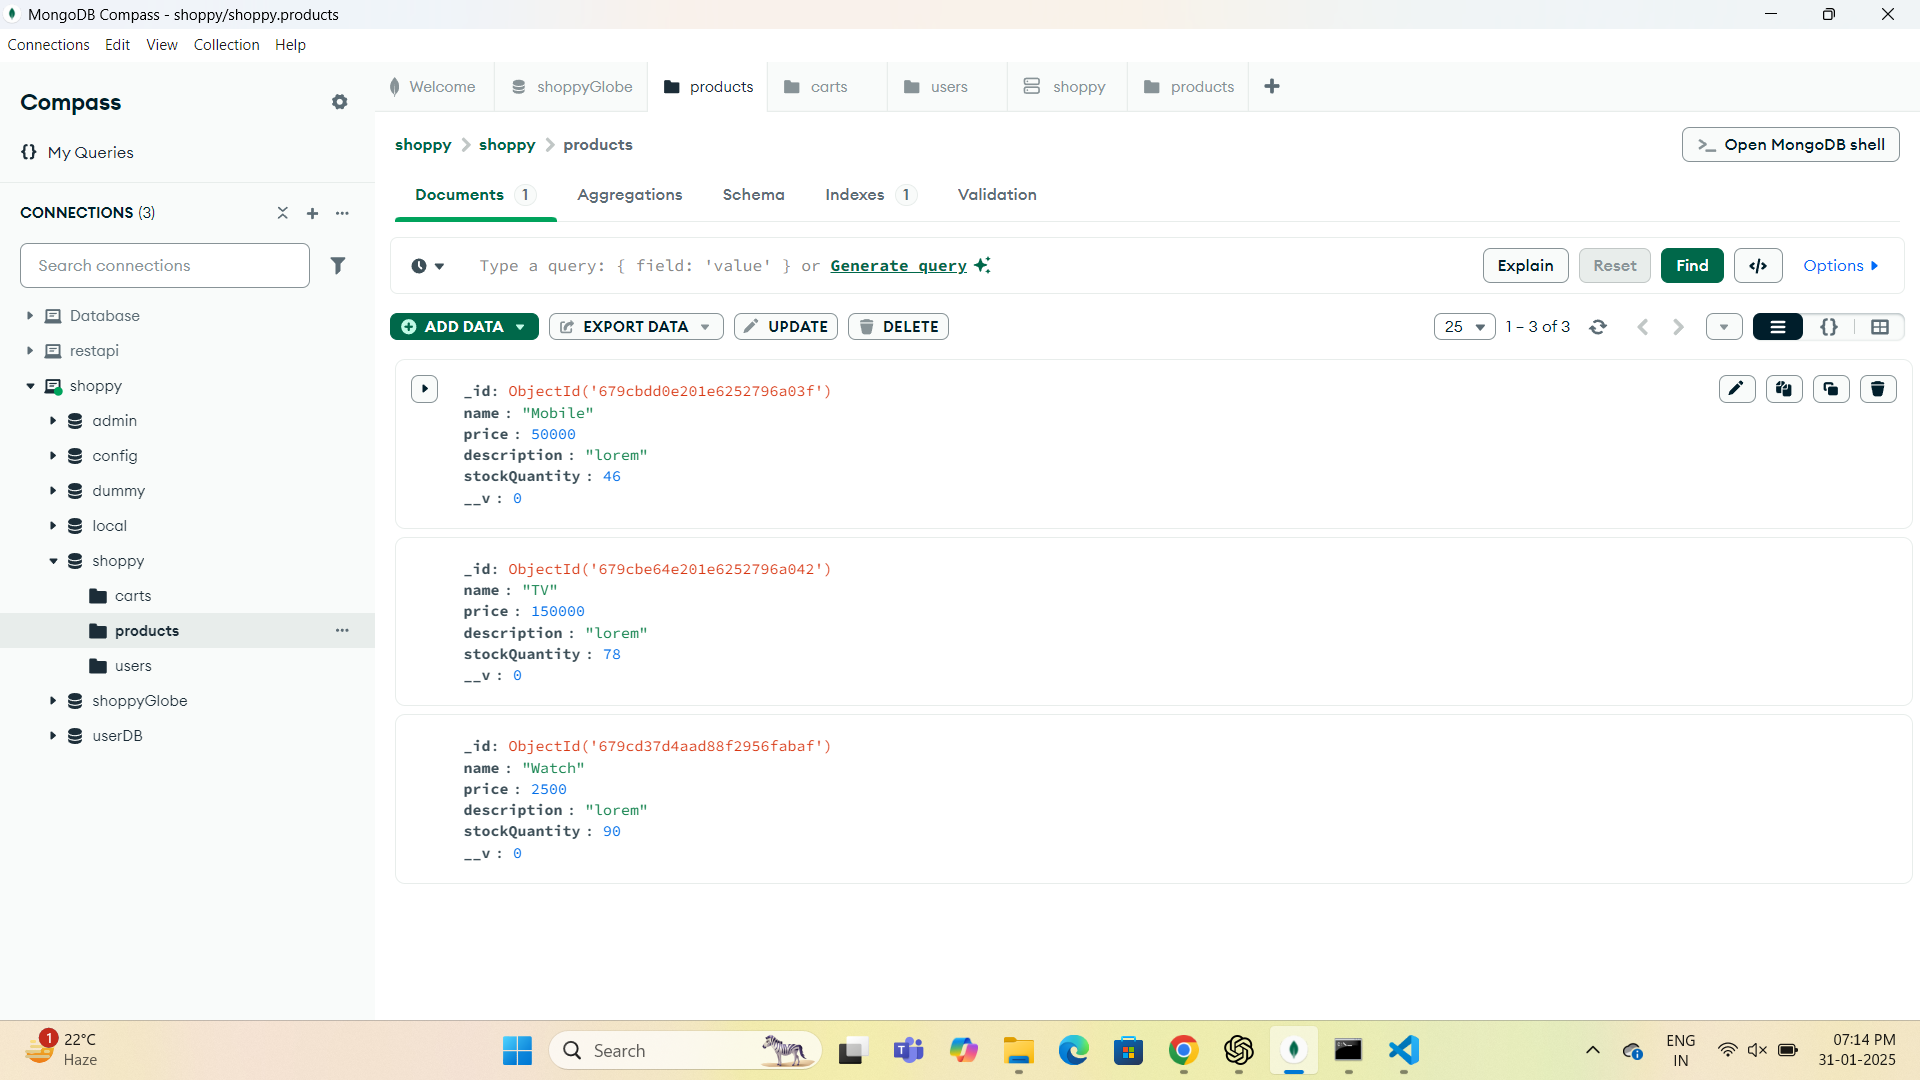 MongoDB Compass - shoppy/shoppy.products
Connections Edit View Collection Help
Compass
{} My Queries
CONNECTIONS (3)
Search connections
Database
restapi
shoppy
admin
config
dummy
local
shoppy
carts
products
users
shoppyGlobe
userDB
Welcome shoppyGlobe products carts users shoppy products
shoppy > shoppy > products
>_ Open MongoDB shell
Documents 1 Aggregations Schema Indexes 1 Validation
Type a query: { field: 'value' } or Generate query
Explain Reset Find </> Options
ADD DATA EXPORT DATA UPDATE DELETE
25 1 – 3 of 3 {}
_id: ObjectId('679cbdd0e201e6252796a03f')
name : "Mobile"
price : 50000
description : "lorem"
stockQuantity : 46
__v : 0
_id: ObjectId('679cbe64e201e6252796a042')
name : "TV"
price : 150000
description : "lorem"
stockQuantity : 78
__v : 0
_id: ObjectId('679cd37d4aad88f2956fabaf')
name : "Watch"
price : 2500
description : "lorem"
stockQuantity : 90
__v : 0
1
22°C
Haze
Search
ENG
IN
07:14 PM
31-01-2025